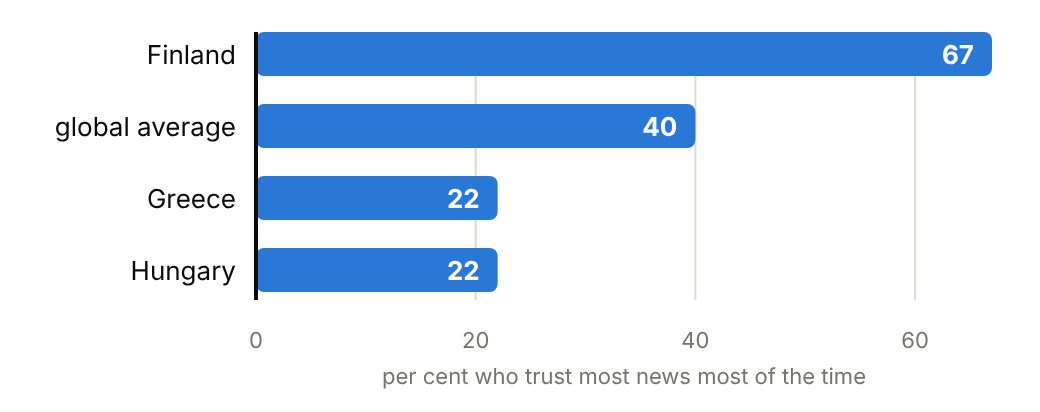 Finland 67
global average 40
Greece 22
Hungary 22
0 20 40 60
per cent who trust most news most of the time